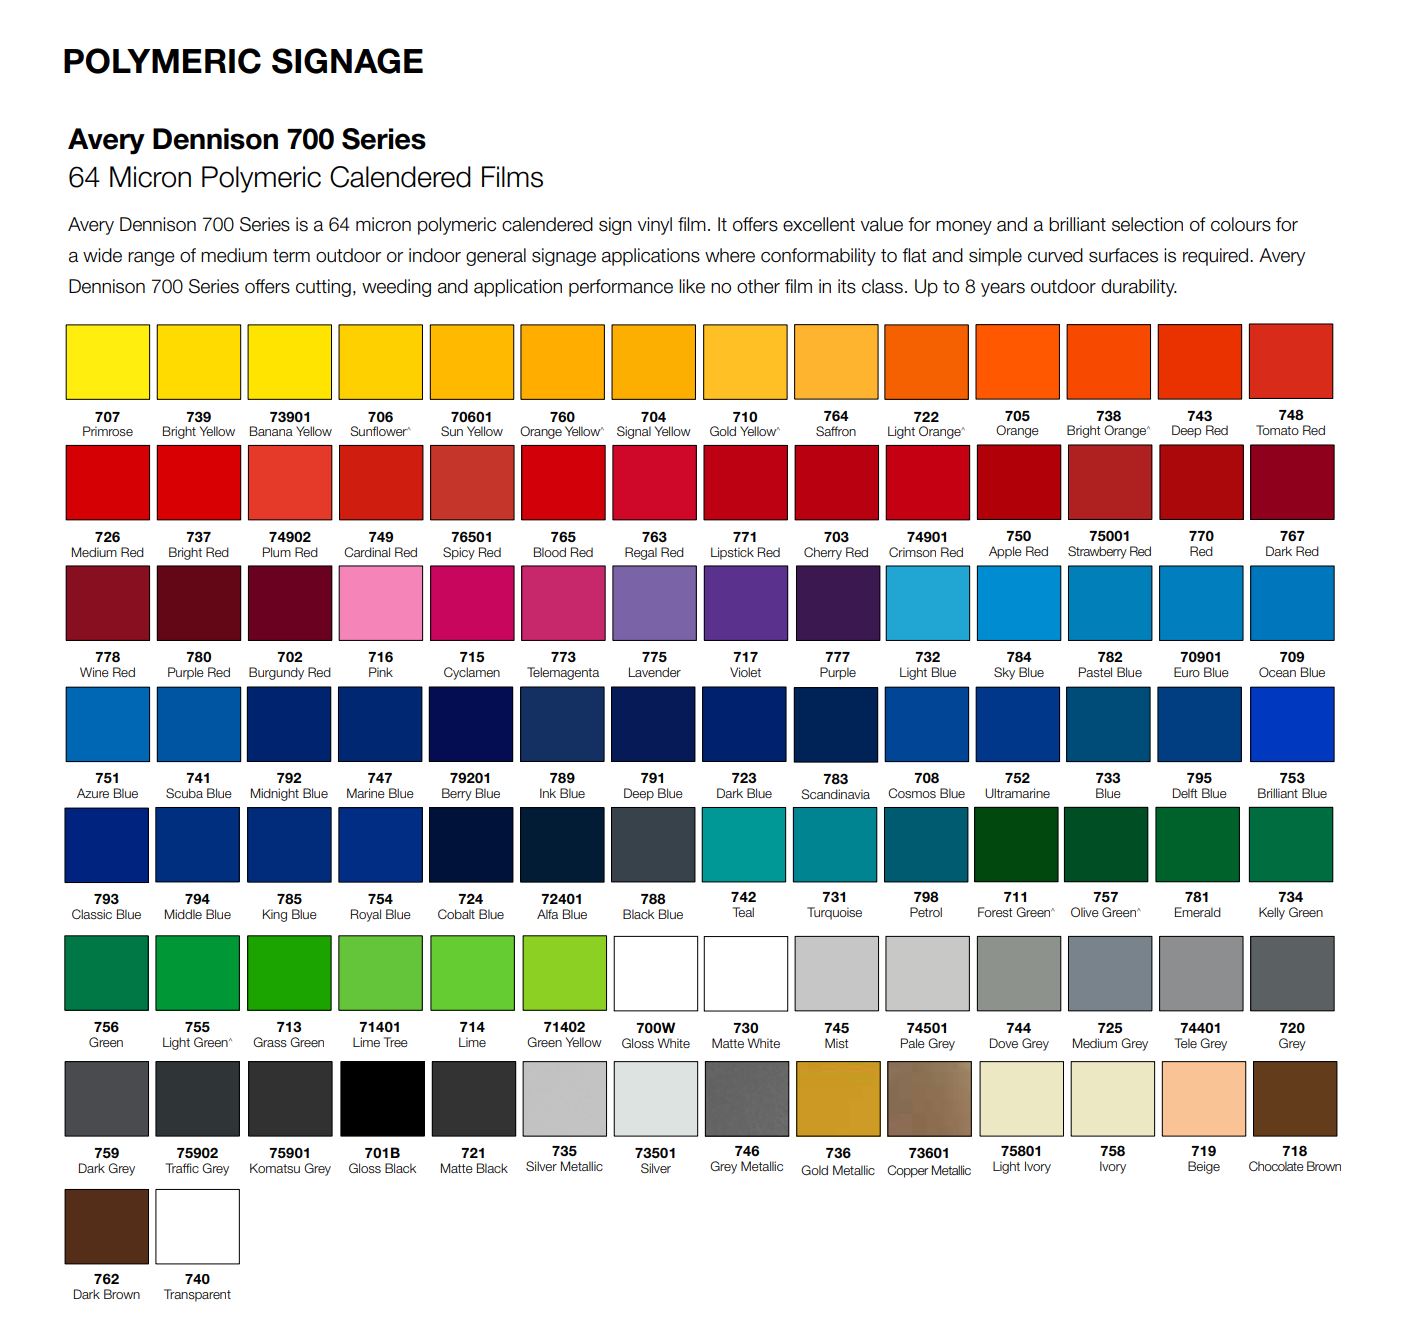 POLYMERIC SIGNAGE
Avery Dennison 700 Series
64 Micron Polymeric Calendered Films
Avery Dennison 700 Series is a 64 micron polymeric calendered sign vinyl film. It offers excellent value for money and a brilliant selection of colours for
a wide range of medium term outdoor or indoor general signage applications where conformability to flat and simple curved surfaces is required. Avery
Dennison 700 Series offers cutting, weeding and application performance like no other film in its class. Up to 8 years outdoor durability.
707 739 73901 706 70601 760 704 710 764 722 705 738 743 748
Primrose Bright Yellow Banana Yellow Sunflower^ Sun Yellow Orange Yellow^ Signal Yellow Gold Yellow^ Saffron Light Orange^ Orange Bright Orange^ Deep Red Tomato Red
726 737 74902 749 76501 765 763 771 703 74901 750 75001 770 767
Medium Red Bright Red Plum Red Cardinal Red Spicy Red Blood Red Regal Red Lipstick Red Cherry Red Crimson Red Apple Red Strawberry Red Red Dark Red
778 780 702 716 715 773 775 717 777 732 784 782 70901 709
Wine Red Purple Red Burgundy Red Pink Cyclamen Telemagenta Lavender Violet Purple Light Blue Sky Blue Pastel Blue Euro Blue Ocean Blue
751 741 792 747 79201 789 791 723 783 708 752 733 795 753
Azure Blue Scuba Blue Midnight Blue Marine Blue Berry Blue Ink Blue Deep Blue Dark Blue Scandinavia Cosmos Blue Ultramarine Blue Delft Blue Brilliant Blue
793 794 785 754 724 72401 788 742 731 798 711 757 781 734
Classic Blue Middle Blue King Blue Royal Blue Cobalt Blue Alfa Blue Black Blue Teal Turquoise Petrol Forest Green^ Olive Green^ Emerald Kelly Green
756 755 713 71401 714 71402 700W 730 745 74501 744 725 74401 720
Green Light Green^ Grass Green Lime Tree Lime Green Yellow Gloss White Matte White Mist Pale Grey Dove Grey Medium Grey Tele Grey Grey
759 75902 75901 701B 721 735 73501 746 736 73601 75801 758 719 718
Dark Grey Traffic Grey Komatsu Grey Gloss Black Matte Black Silver Metallic Silver Grey Metallic Gold Metallic Copper Metallic Light Ivory Ivory Beige Chocolate Brown
762 740
Dark Brown Transparent